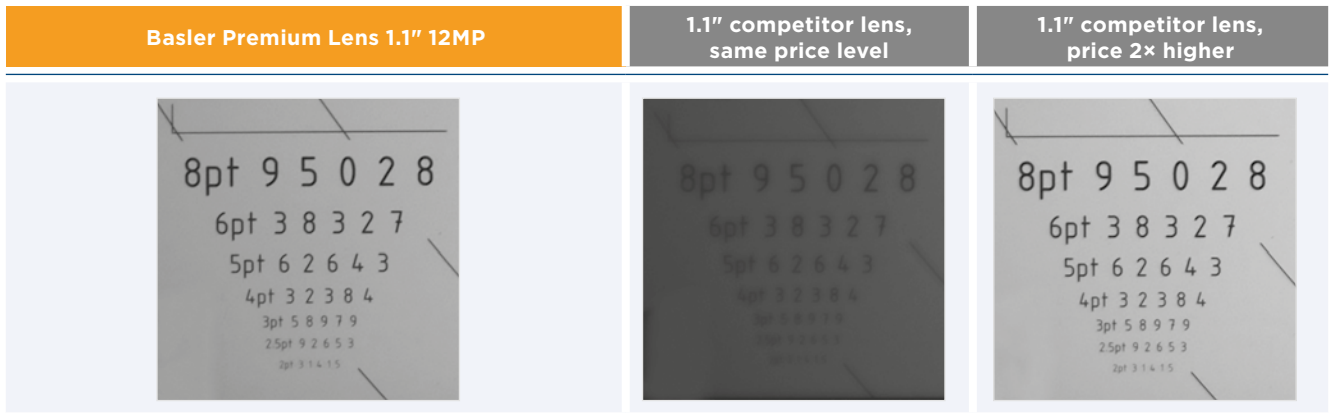 Basler Premium Lens 1.1" 12MP
1.1" competitor lens,
same price level
1.1" competitor lens,
price 2× higher
8pt 9 5 0 2 8
6pt 3 8 3 2 7
5pt 6 2 6 4 3
4pt 3 2 3 8 4
3pt 5 8 9 7 9
2.5pt 9 2 6 5 3
2pt 3 1 4 1 5
8pt 9 5 0 2 8
6pt 3 8 3 2 7
5pt 6 2 6 4 3
4pt 3 2 3 8 4
8pt 9 5 0 2 8
6pt 3 8 3 2 7
5pt 6 2 6 4 3
4pt 3 2 3 8 4
3pt 5 8 9 7 9
2.5pt 9 2 6 5 3
2pt 3 1 4 1 5